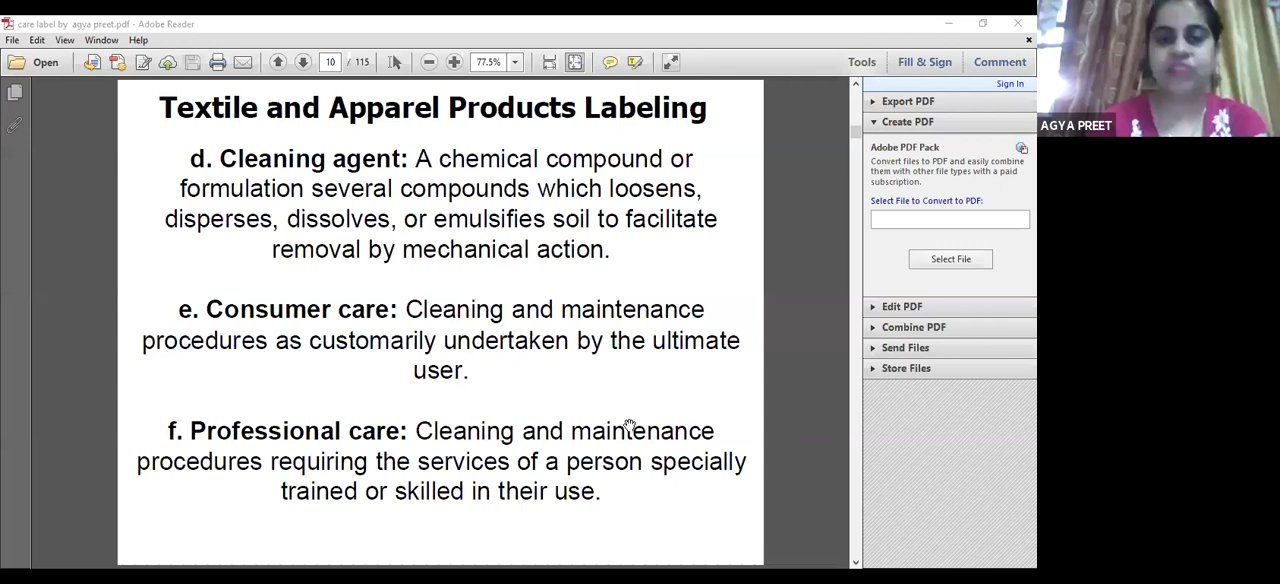 care label by agya preet.pdf - Adobe Reader
File Edit View Window Help
Open 10 / 115 77.5% Tools Fill & Sign Comment
Sign In
Export PDF
Create PDF
Adobe PDF Pack
Convert files to PDF and easily combine
them with other file types with a paid
subscription.
Select File to Convert to PDF:
Select File
Edit PDF
Combine PDF
Send Files
Store Files
AGYA PREET
Textile and Apparel Products Labeling
d. Cleaning agent: A chemical compound or
formulation several compounds which loosens,
disperses, dissolves, or emulsifies soil to facilitate
removal by mechanical action.
e. Consumer care: Cleaning and maintenance
procedures as customarily undertaken by the ultimate
user.
f. Professional care: Cleaning and maintenance
procedures requiring the services of a person specially
trained or skilled in their use.